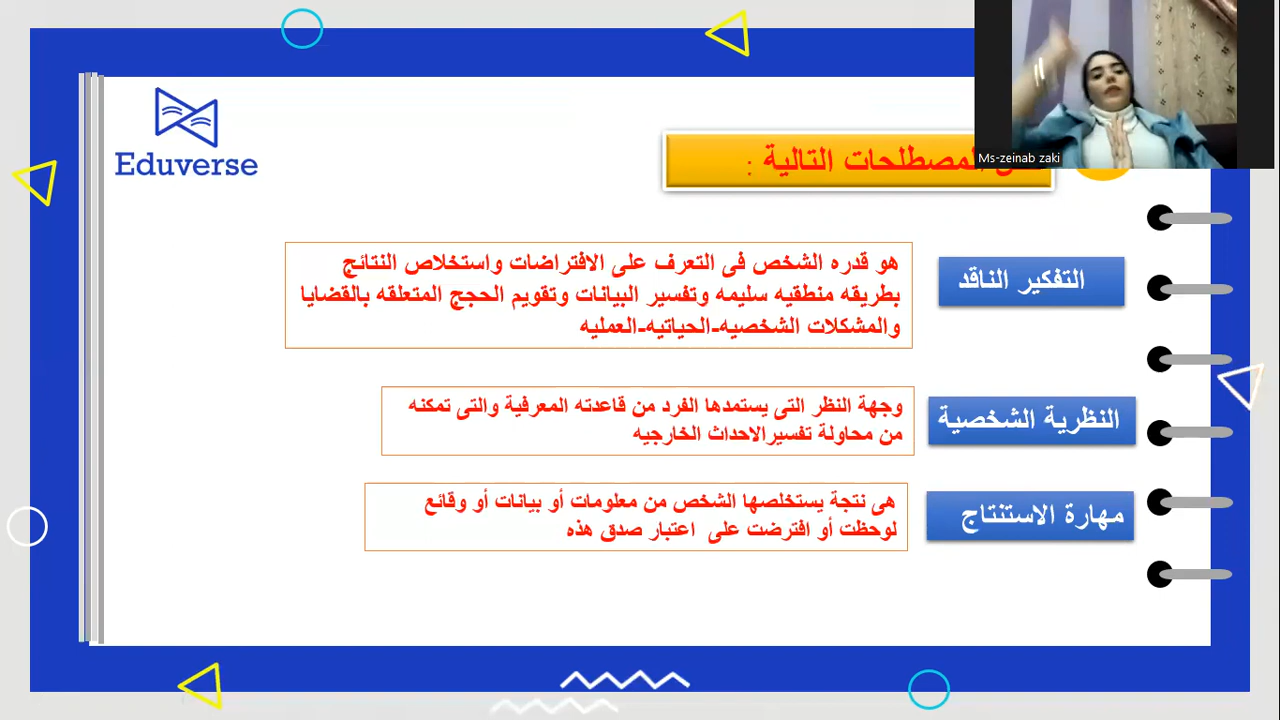 Eduverse
Ms-zeinab zaki
المصطلحات التالية :
التفكير الناقد
هو قدره الشخص فى التعرف على الافتراضات واستخلاص النتائج
بطريقه منطقيه سليمه وتفسير البيانات وتقويم الحجج المتعلقه بالقضايا
والمشكلات الشخصيه-الحياتيه-العمليه
النظرية الشخصية
وجهة النظر التى يستمدها الفرد من قاعدته المعرفية والتى تمكنه
من محاولة تفسيرالاحداث الخارجيه
مهارة الاستنتاج
هى نتجة يستخلصها الشخص من معلومات أو بيانات أو وقائع
لوحظت أو افترضت على اعتبار صدق هذه